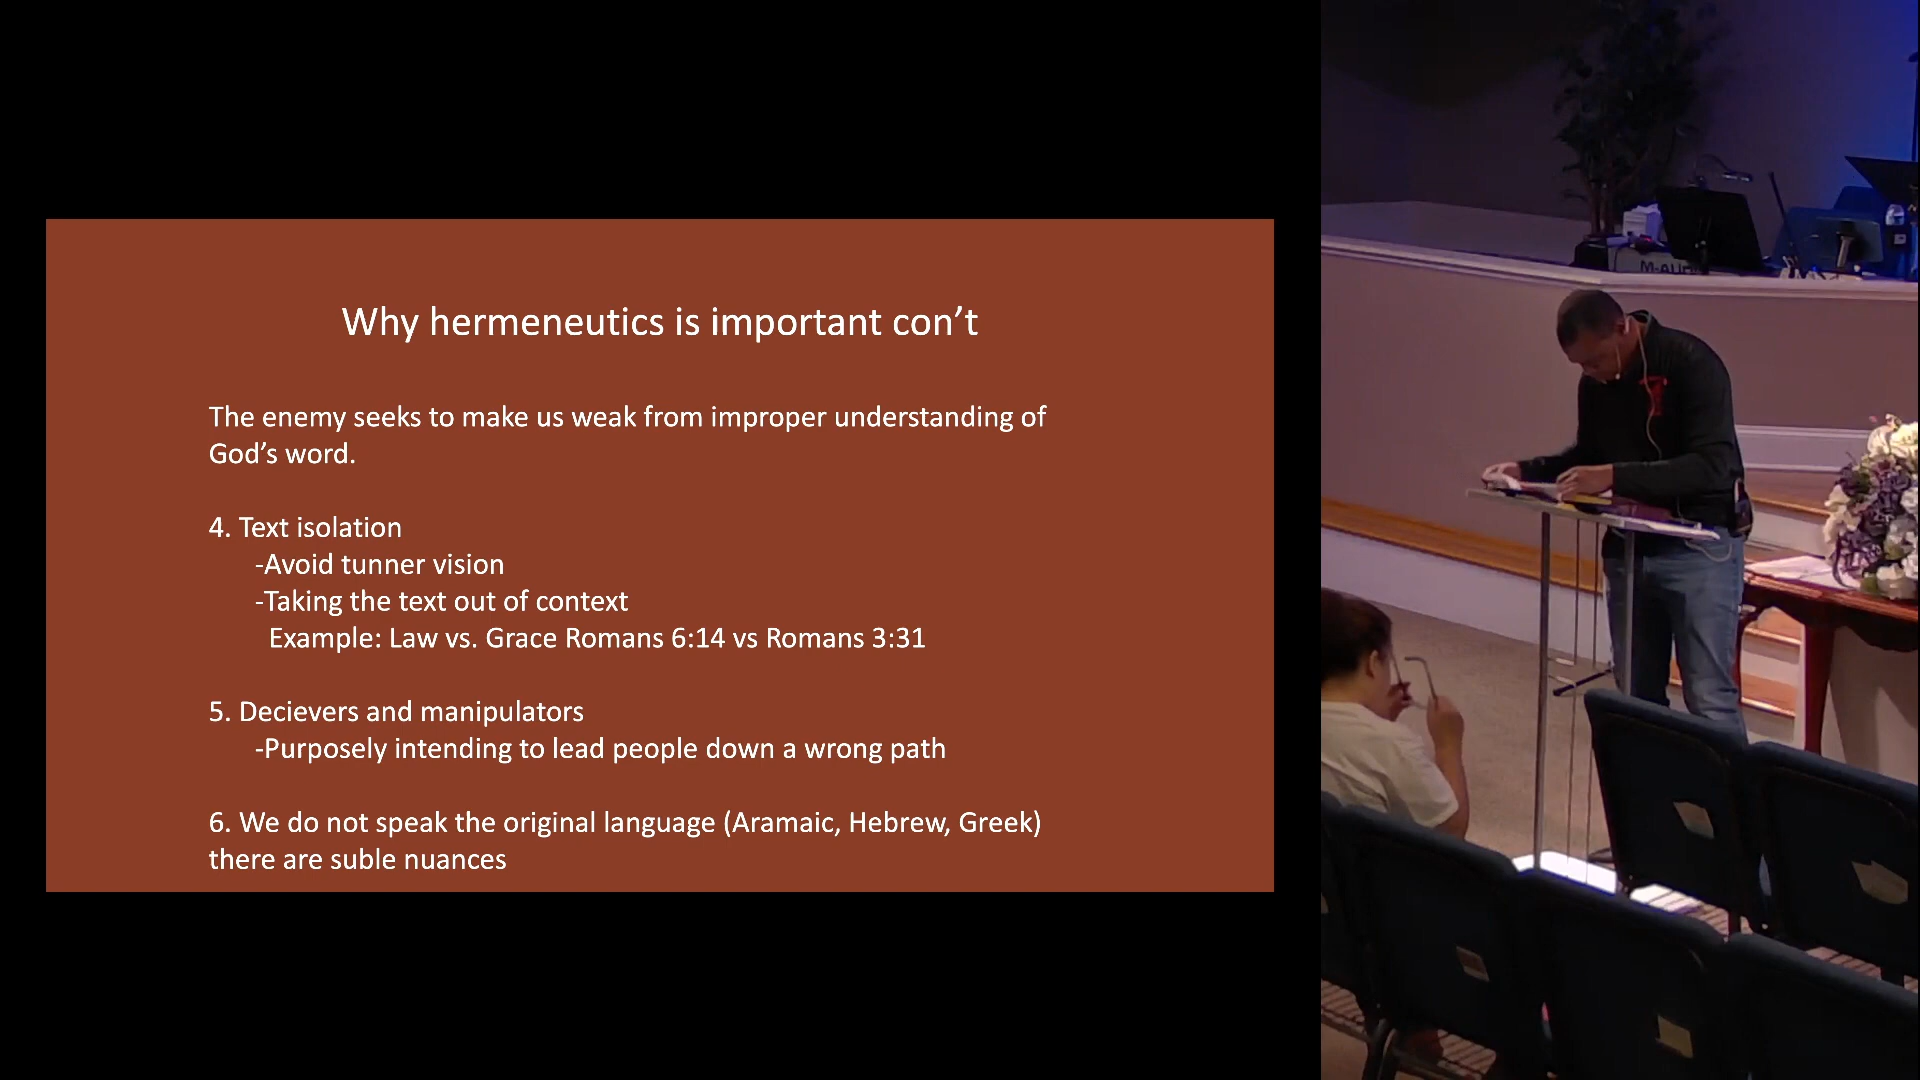 Why hermeneutics is important con’t
The enemy seeks to make us weak from improper understanding of
God’s word.
4. Text isolation
-Avoid tunner vision
-Taking the text out of context
Example: Law vs. Grace Romans 6:14 vs Romans 3:31
5. Decievers and manipulators
-Purposely intending to lead people down a wrong path
6. We do not speak the original language (Aramaic, Hebrew, Greek)
there are suble nuances